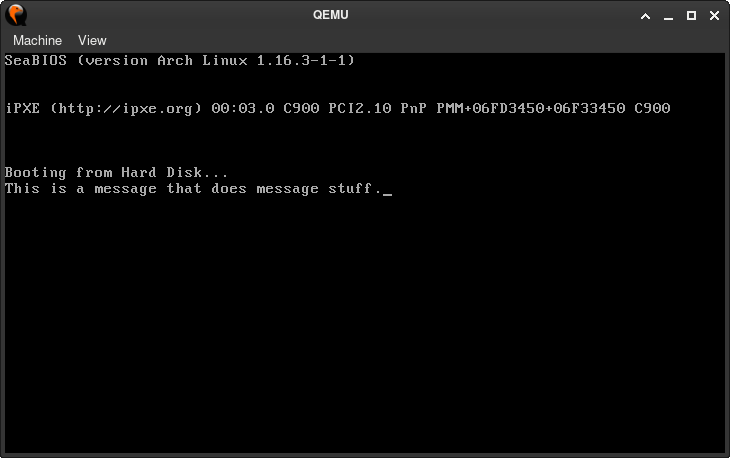 QEMU
Machine View
SeaBIOS (version Arch Linux 1.16.3-1-1)
iPXE (http://ipxe.org) 00:03.0 C900 PCI2.10 PnP PMM+06FD3450+06F33450 C900
Booting from Hard Disk...
This is a message that does message stuff._